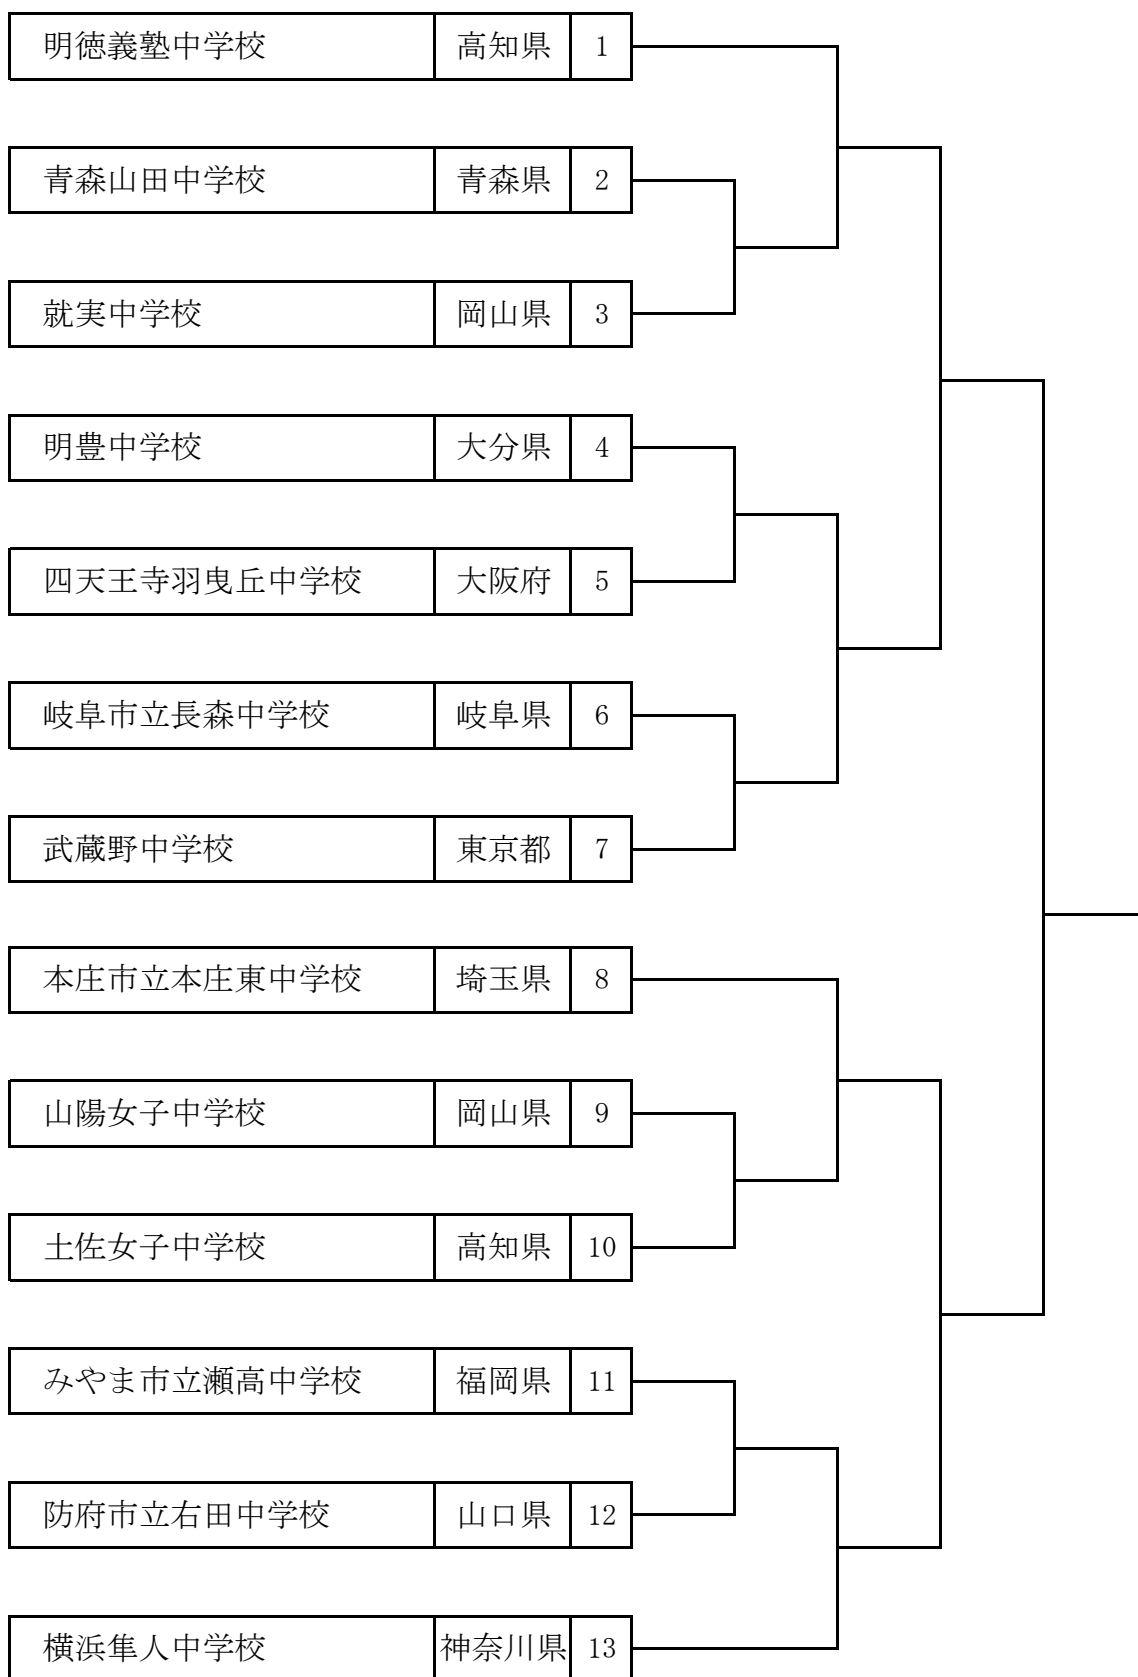 明徳義塾中学校 高知県 1
青森山田中学校 青森県 2
就実中学校 岡山県 3
明豊中学校 大分県 4
四天王寺羽曳丘中学校 大阪府 5
岐阜市立長森中学校 岐阜県 6
武蔵野中学校 東京都 7
本庄市立本庄東中学校 埼玉県 8
山陽女子中学校 岡山県 9
土佐女子中学校 高知県 10
みやま市立瀬高中学校 福岡県 11
防府市立右田中学校 山口県 12
横浜隼人中学校 神奈川県 13